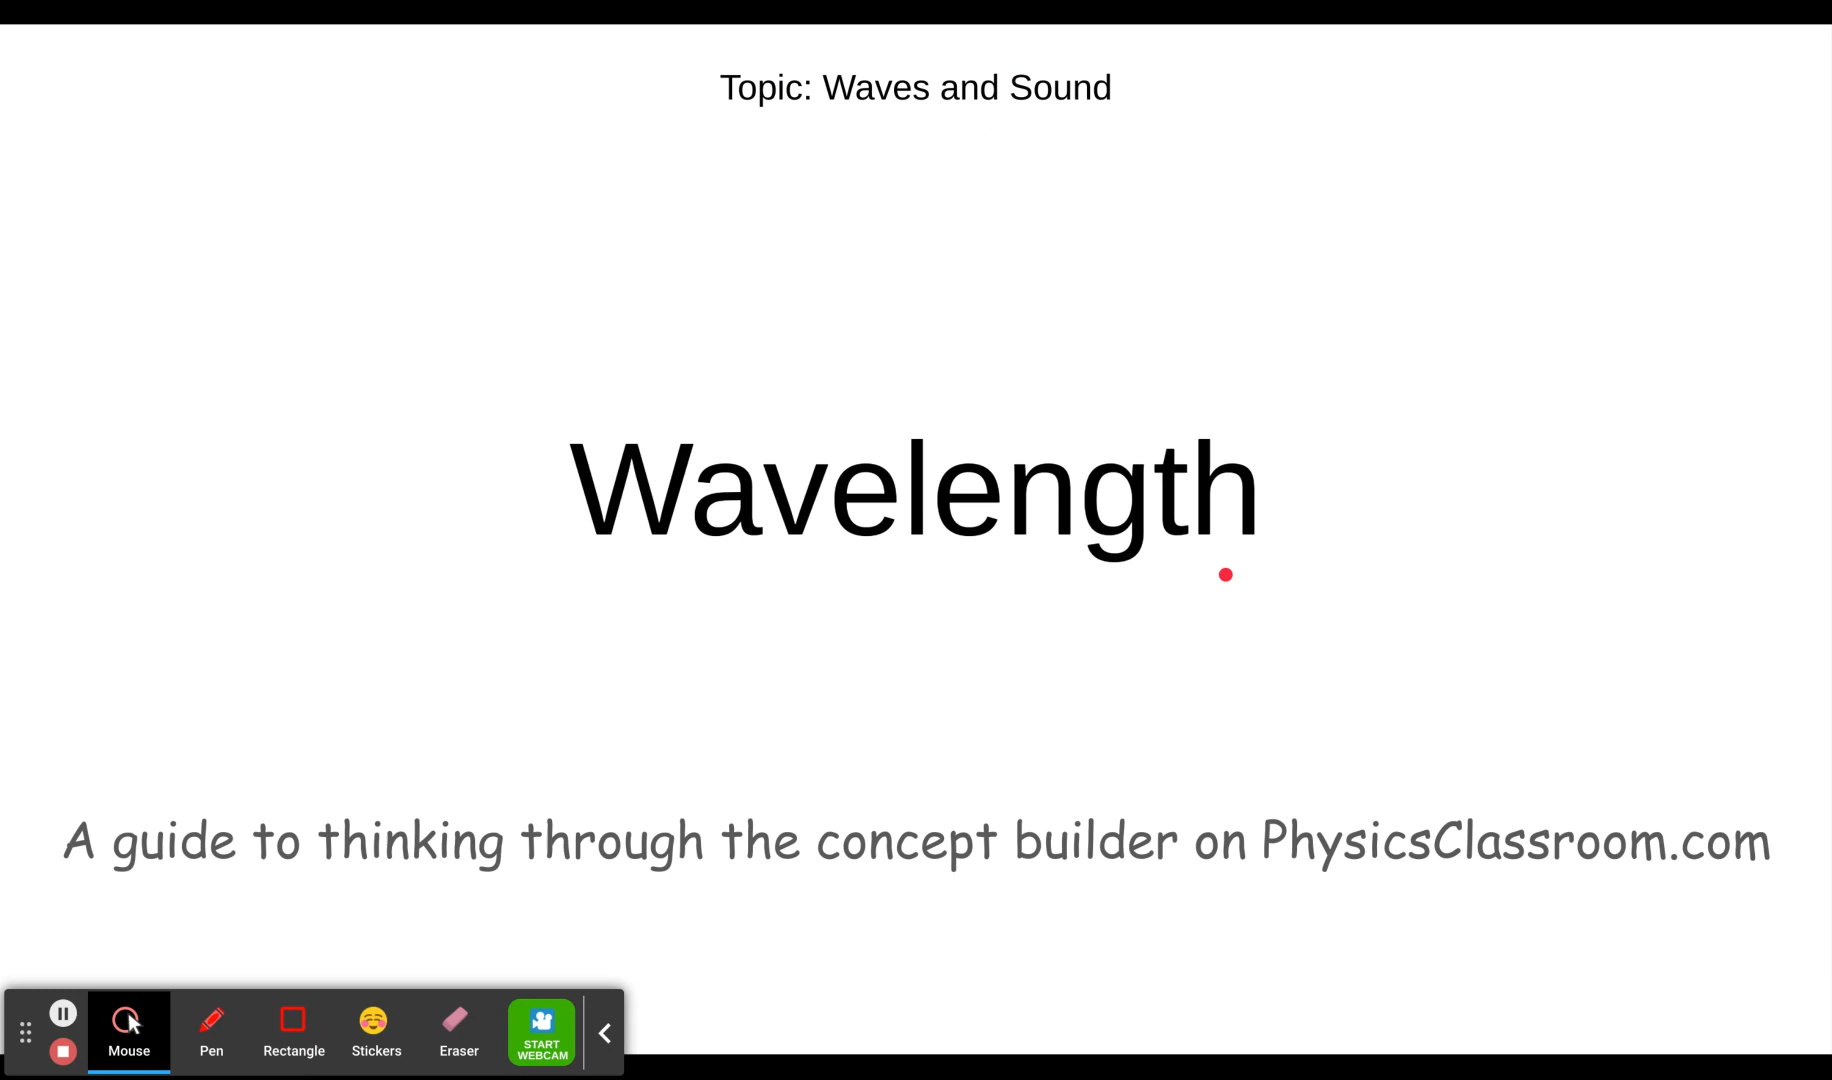 Topic: Waves and Sound
Wavelength
A guide to thinking through the concept builder on PhysicsClassroom.com
Mouse Pen Rectangle Stickers Eraser START WEBCAM